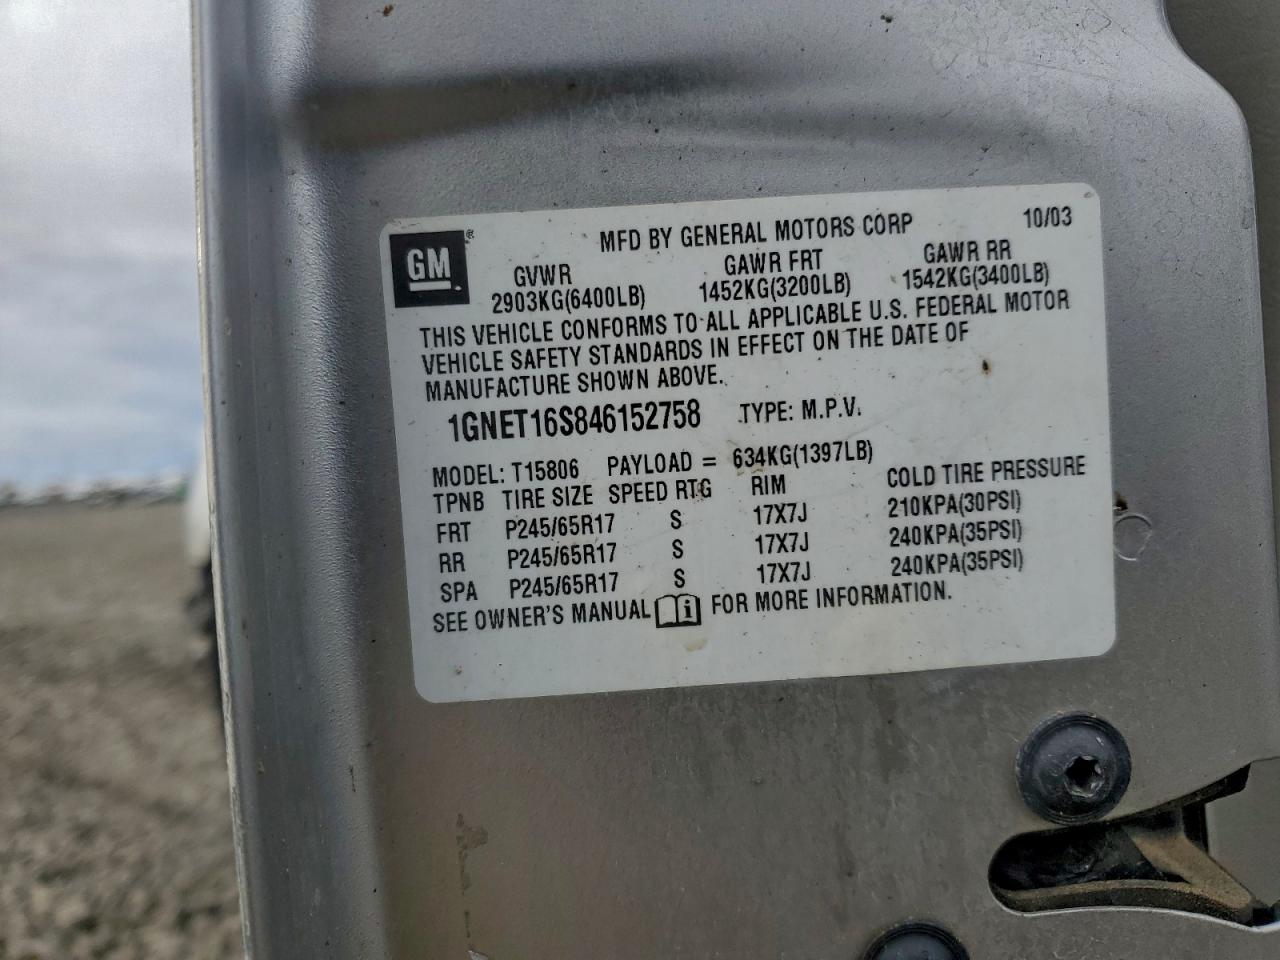 GM ®
MFD BY GENERAL MOTORS CORP 10/03
GVWR GAWR FRT GAWR RR
2903KG(6400LB) 1452KG(3200LB) 1542KG(3400LB)
THIS VEHICLE CONFORMS TO ALL APPLICABLE U.S. FEDERAL MOTOR
VEHICLE SAFETY STANDARDS IN EFFECT ON THE DATE OF
MANUFACTURE SHOWN ABOVE.
1GNET16S846152758 TYPE: M.P.V.
MODEL: T15806 PAYLOAD = 634KG(1397LB)
TPNB TIRE SIZE SPEED RTG RIM COLD TIRE PRESSURE
FRT P245/65R17 S 17X7J 210KPA(30PSI)
RR P245/65R17 S 17X7J 240KPA(35PSI)
SPA P245/65R17 S 17X7J 240KPA(35PSI)
SEE OWNER'S MANUAL i FOR MORE INFORMATION.